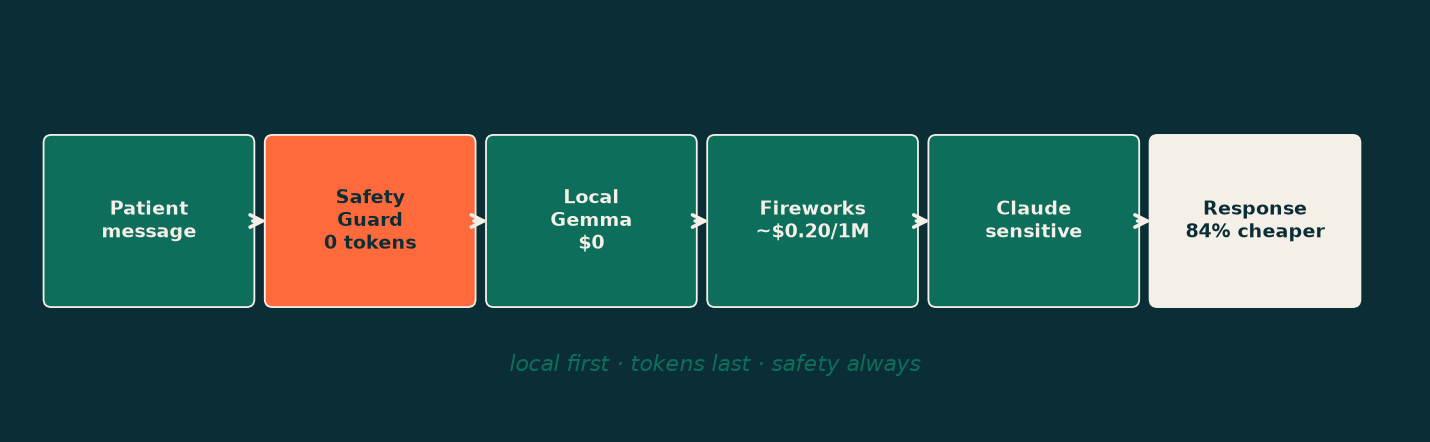 Patient
message
Safety
Guard
0 tokens
Local
Gemma
$0
Fireworks
~$0.20/1M
Claude
sensitive
Response
84% cheaper
local first · tokens last · safety always